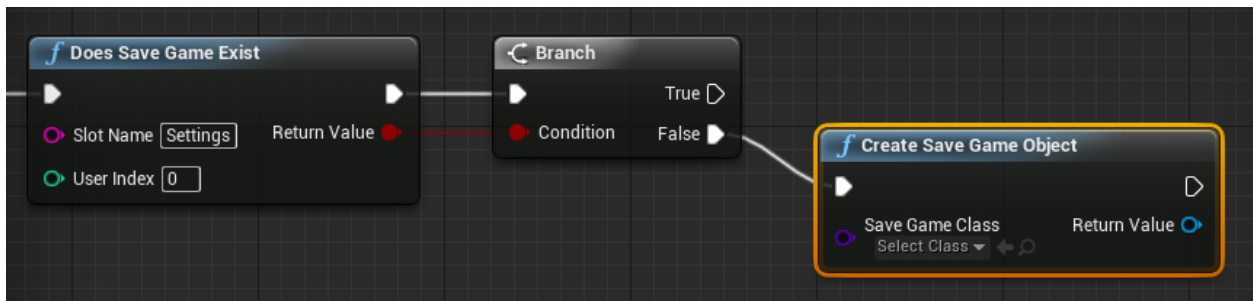 Does Save Game Exist
Slot Name Settings Return Value
User Index 0
Branch
True
Condition False
Create Save Game Object
Save Game Class Return Value
Select Class